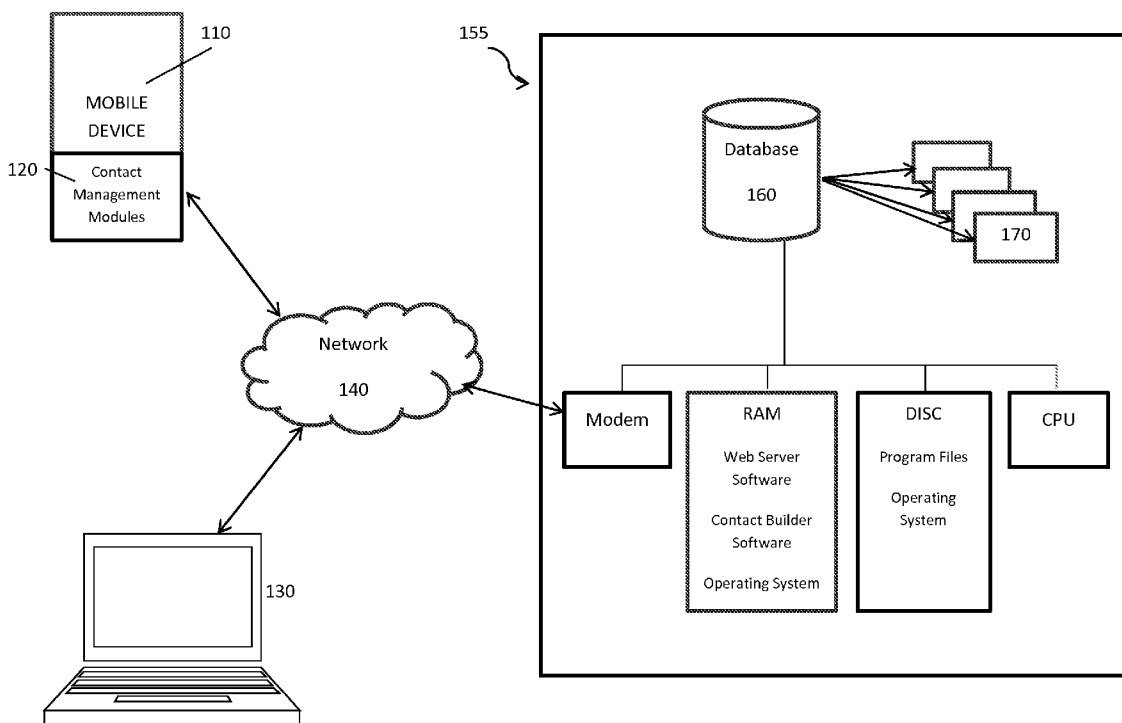 110
MOBILE
DEVICE
120
Contact
Management
Modules
155
Database
160
170
Network
140
Modem
RAM
Web Server
Software
Contact Builder
Software
Operating System
DISC
Program Files
Operating
System
CPU
130